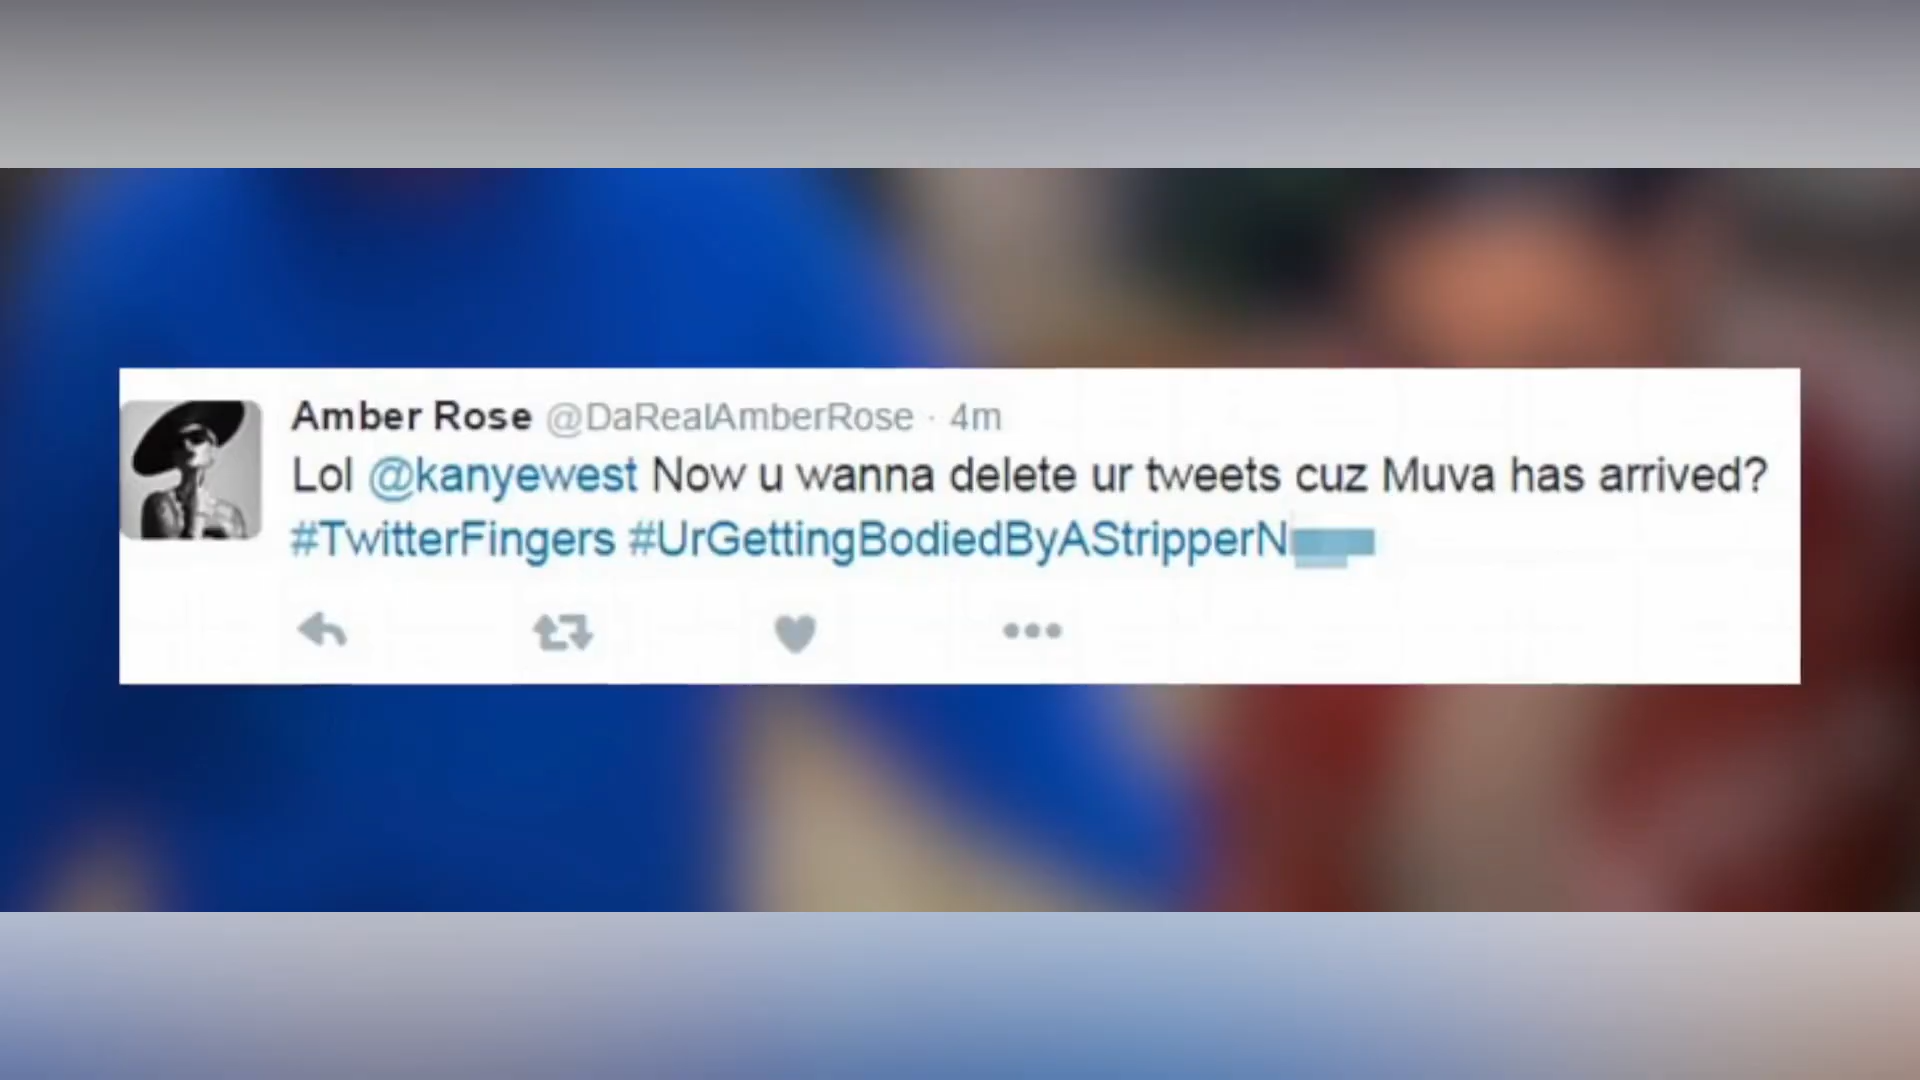 Amber Rose @DaRealAmberRose · 4m
Lol @kanyewest Now u wanna delete ur tweets cuz Muva has arrived?
#TwitterFingers #UrGettingBodiedByAStripperN